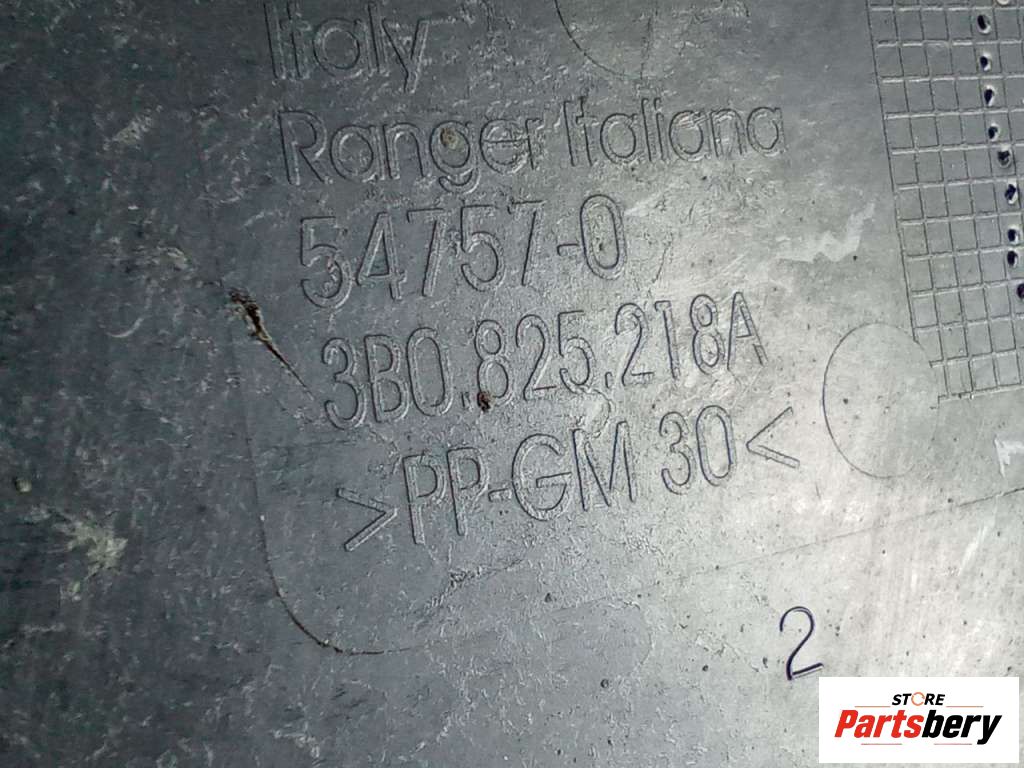 Italy
Ranger Italiana
54757-0
3B0.825.218A
>PP-GM 30<
2
STORE
Partsbery